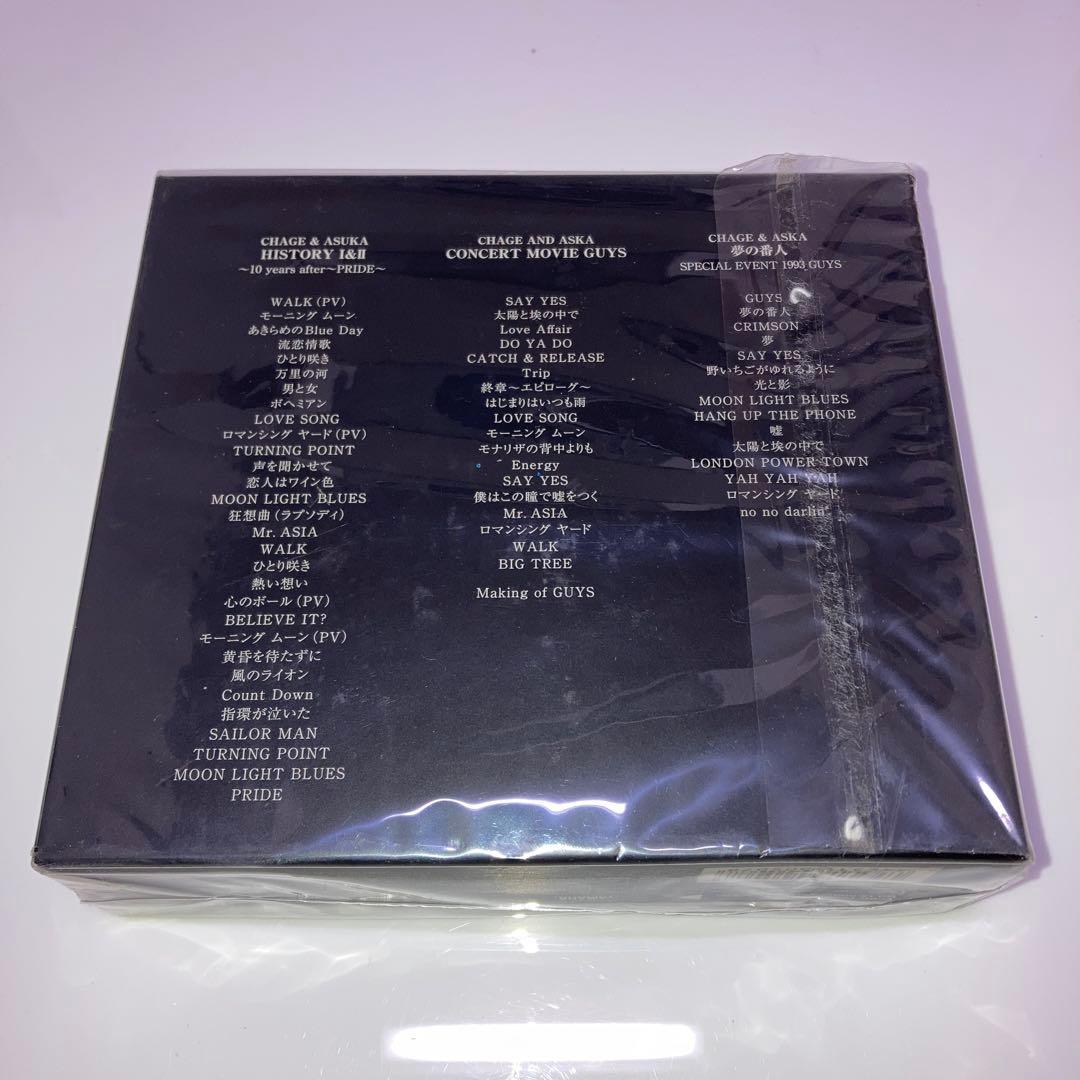 CHAGE & ASUKA
HISTORY I&II
～10 years after～PRIDE～
WALK (PV)
モーニング ムーン
あきらめのBlue Day
流恋情歌
ひとり咲き
万里の河
男と女
ボヘミアン
LOVE SONG
ロマンシング ヤード (PV)
TURNING POINT
声を聞かせて
恋人はワイン色
MOON LIGHT BLUES
狂想曲 (ラプソディ)
Mr. ASIA
WALK
ひとり咲き
熱い想い
心のボール (PV)
BELIEVE IT?
モーニング ムーン (PV)
黄昏を待たずに
風のライオン
Count Down
指環が泣いた
SAILOR MAN
TURNING POINT
MOON LIGHT BLUES
PRIDE
CHAGE AND ASKA
CONCERT MOVIE GUYS
SAY YES
太陽と埃の中で
Love Affair
DO YA DO
CATCH & RELEASE
Trip
終章～エピローグ～
はじまりはいつも雨
LOVE SONG
モーニング ムーン
モナリザの背中よりも
Energy
SAY YES
僕はこの瞳で嘘をつく
Mr. ASIA
ロマンシング ヤード
WALK
BIG TREE
Making of GUYS
CHAGE & ASKA
夢の番人
SPECIAL EVENT 1993 GUYS
GUYS
夢の番人
CRIMSON
夢
SAY YES
野いちごがゆれるように
光と影
MOON LIGHT BLUES
HANG UP THE PHONE
嘘
太陽と埃の中で
LONDON POWER TOWN
YAH YAH YAH
ロマンシング ヤード
no no darlin'